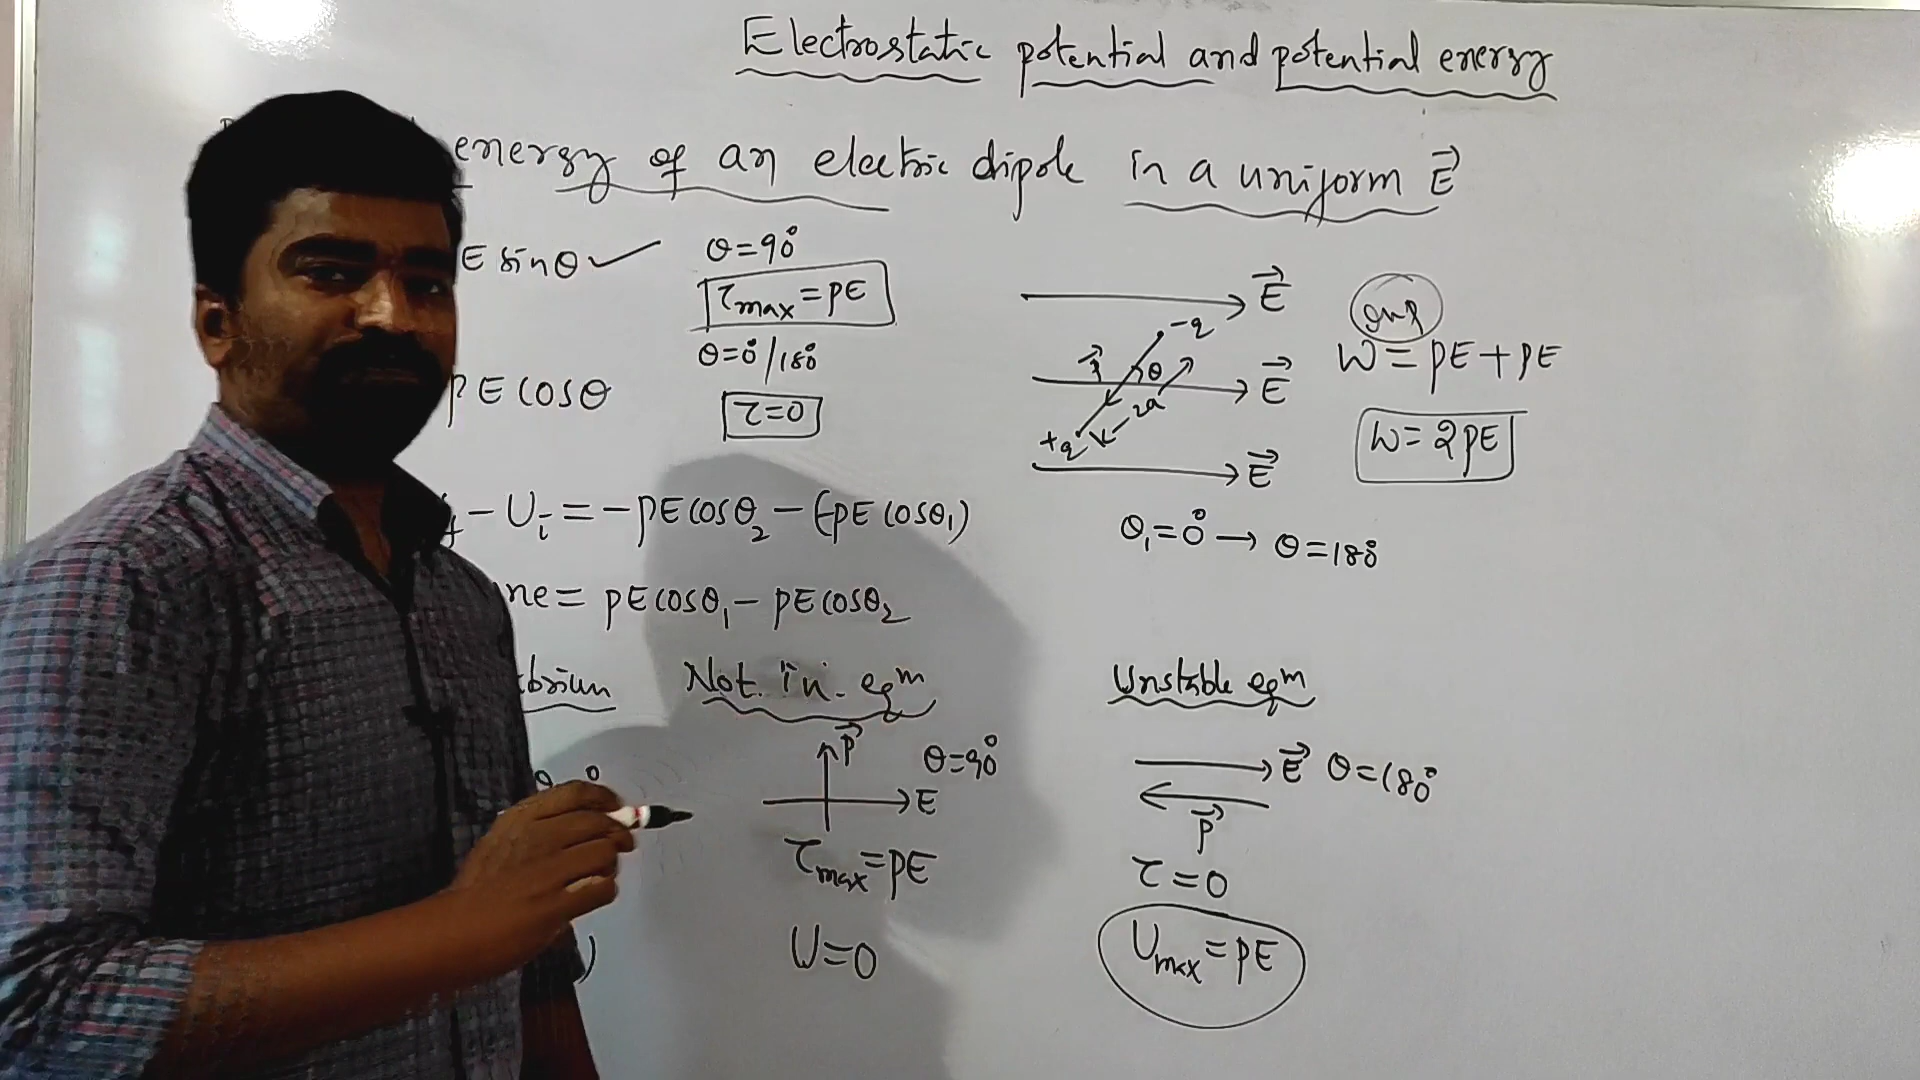 Electrostatic potential and potential energy
energy of an electric dipole in a uniform E⃗
E sinθ ✓
θ=90°
τmax=PE
θ=0°/180°
τ=0
PE cosθ
E⃗
-q
θ
E⃗
2a
+q
E⃗
W=PE+PE
W=2PE
θ₁=0° → θ=180°
-Uᵢ=-PE cosθ₂-(-PE cosθ₁)
ne= PE cosθ₁- PE cosθ₂
Not in eqm
P⃗
θ=90°
E
τmax=PE
U=0
Unstable eqm
E⃗ θ=180°
P⃗
τ=0
Umax=PE